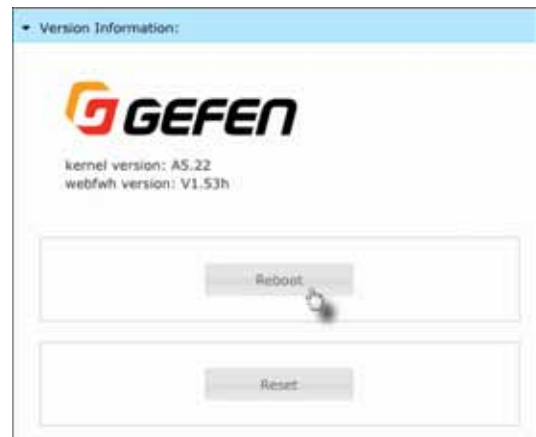 Version Information:
GEFEN
kernel version: A5.22
webfwh version: V1.53h
Reboot
Reset